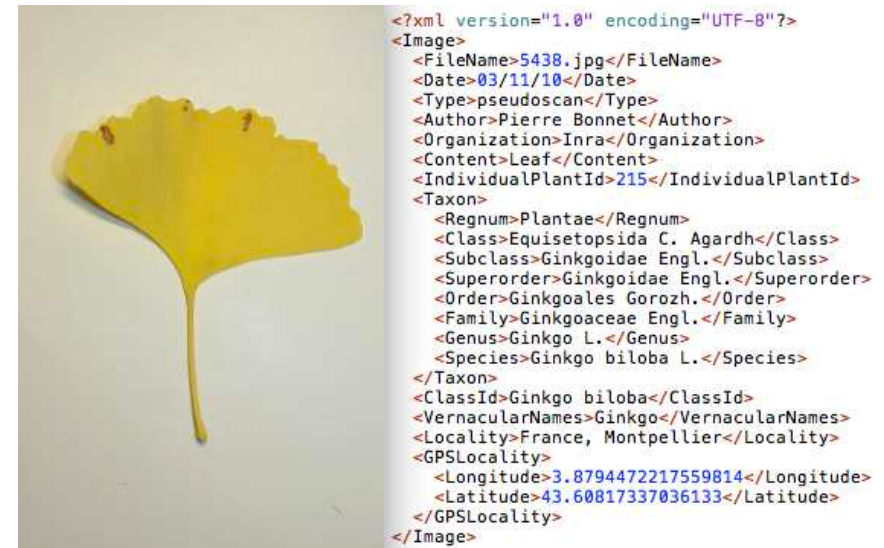 <?xml version="1.0" encoding="UTF-8"?>
<Image>
<FileName>5438.jpg</FileName>
<Date>03/11/10</Date>
<Type>pseudoscan</Type>
<Author>Pierre Bonnet</Author>
<Organization>Inra</Organization>
<Content>Leaf</Content>
<IndividualPlantId>215</IndividualPlantId>
<Taxon>
<Regnum>Plantae</Regnum>
<Class>Equisetopsida C. Agardh</Class>
<Subclass>Ginkgoidae Engl.</Subclass>
<Superorder>Ginkgoidae Engl.</Superorder>
<Order>Ginkgoales Gorozh.</Order>
<Family>Ginkgoaceae Engl.</Family>
<Genus>Ginkgo L.</Genus>
<Species>Ginkgo biloba L.</Species>
</Taxon>
<ClassId>Ginkgo biloba</ClassId>
<VernacularNames>Ginkgo</VernacularNames>
<Locality>France, Montpellier</Locality>
<GPSLocality>
<Longitude>3.8794472217559814</Longitude>
<Latitude>43.60817337036133</Latitude>
</GPSLocality>
</Image>